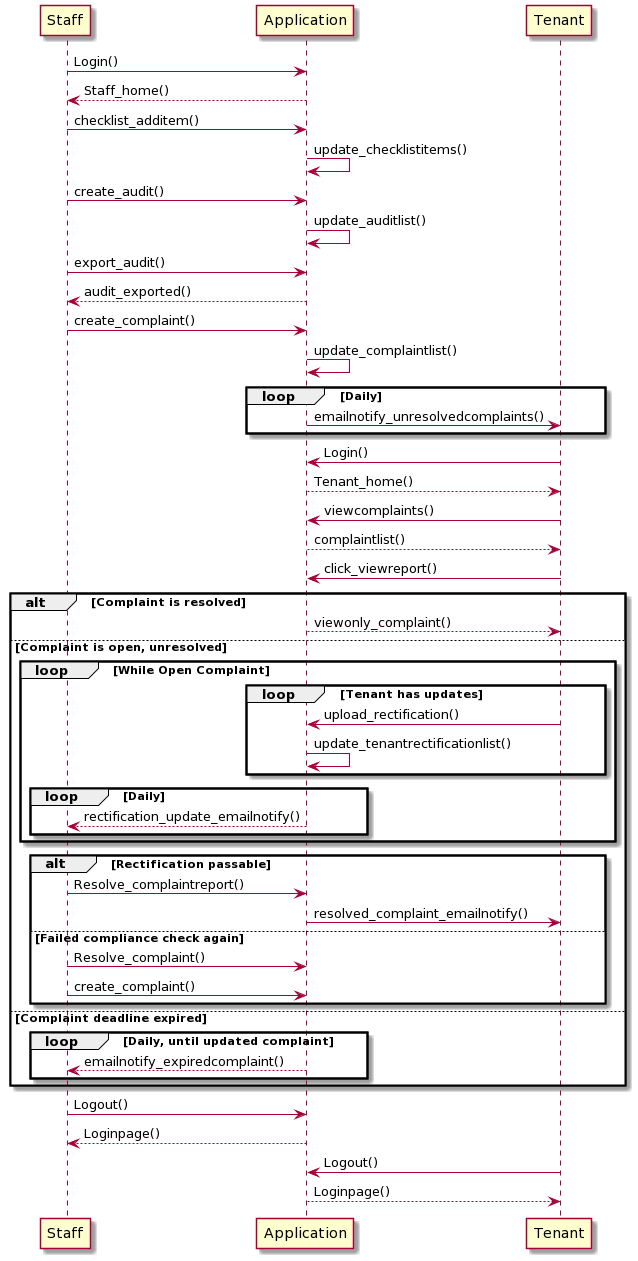 Staff Application Tenant
Login()
Staff_home()
checklist_additem()
update_checklistitems()
create_audit()
update_auditlist()
export_audit()
audit_exported()
create_complaint()
update_complaintlist()
loop [Daily]
emailnotify_unresolvedcomplaints()
Login()
Tenant_home()
viewcomplaints()
complaintlist()
click_viewreport()
alt [Complaint is resolved]
viewonly_complaint()
[Complaint is open, unresolved]
loop [While Open Complaint]
loop [Tenant has updates]
upload_rectification()
update_tenantrectificationlist()
loop [Daily]
rectification_update_emailnotify()
alt [Rectification passable]
Resolve_complaintreport()
resolved_complaint_emailnotify()
[Failed compliance check again]
Resolve_complaint()
create_complaint()
[Complaint deadline expired]
loop [Daily, until updated complaint]
emailnotify_expiredcomplaint()
Logout()
Loginpage()
Logout()
Loginpage()
Staff Application Tenant